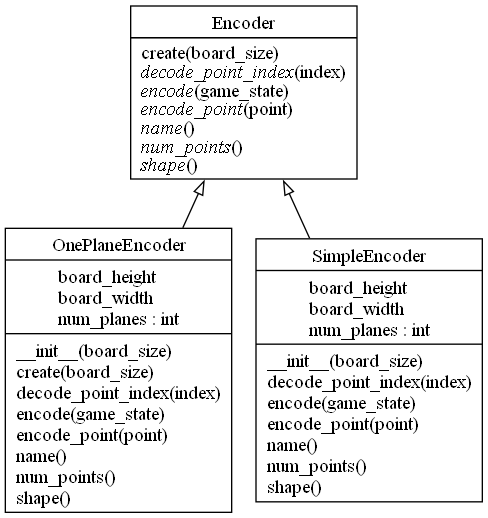 Encoder
create(board_size)
decode_point_index(index)
encode(game_state)
encode_point(point)
name()
num_points()
shape()
OnePlaneEncoder
board_height
board_width
num_planes : int
__init__(board_size)
create(board_size)
decode_point_index(index)
encode(game_state)
encode_point(point)
name()
num_points()
shape()
SimpleEncoder
board_height
board_width
num_planes : int
__init__(board_size)
decode_point_index(index)
encode(game_state)
encode_point(point)
name()
num_points()
shape()